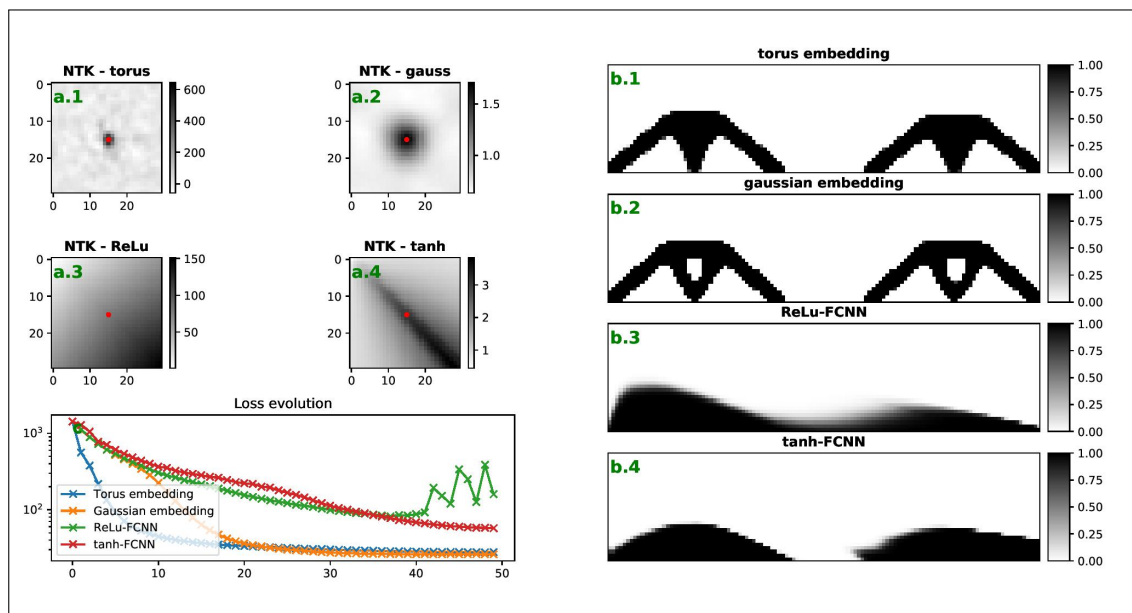 NTK - torus
a.1
0
10
20
0 10 20
600
400
200
0
NTK - gauss
a.2
0
10
20
0 10 20
1.5
1.0
NTK - ReLu
a.3
0
10
20
0 10 20
150
100
50
NTK - tanh
a.4
0
10
20
0 10 20
3
2
1
Loss evolution
10³
10²
Torus embedding
Gaussian embedding
ReLu-FCNN
tanh-FCNN
0 10 20 30 40 50
torus embedding
b.1
1.00
0.75
0.50
0.25
0.00
gaussian embedding
b.2
1.00
0.75
0.50
0.25
0.00
ReLu-FCNN
b.3
1.00
0.75
0.50
0.25
0.00
tanh-FCNN
b.4
1.00
0.75
0.50
0.25
0.00